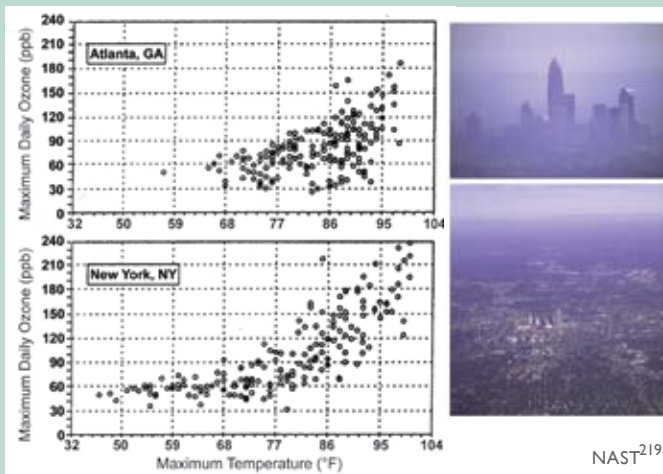 Maximum Daily Ozone (ppb)
240
210
180
150
120
90
60
30
0
Atlanta, GA
32 50 59 68 77 86 95 104
Maximum Daily Ozone (ppb)
240
210
180
150
120
90
60
30
0
New York, NY
32 50 59 68 77 86 95 104
Maximum Temperature (°F)
NAST219